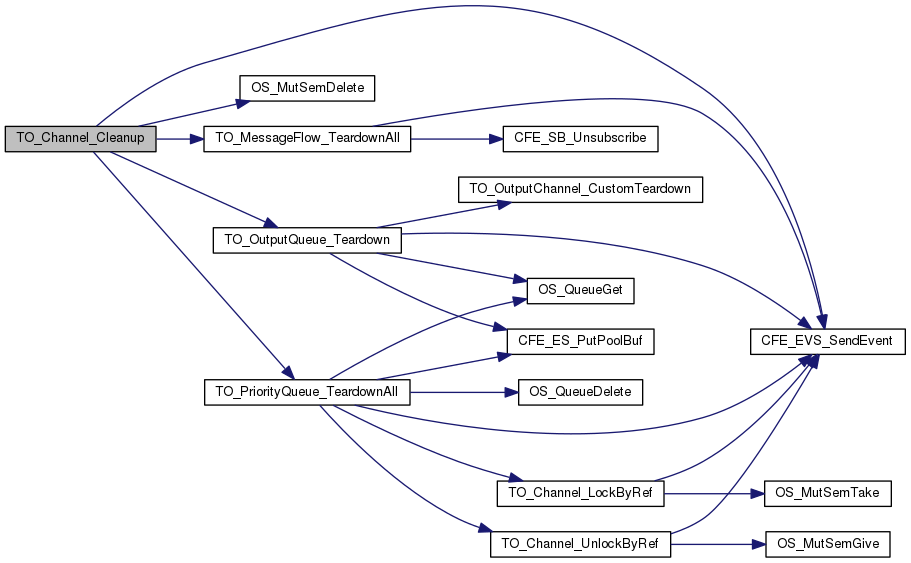 TO_Channel_Cleanup
OS_MutSemDelete
TO_MessageFlow_TeardownAll
CFE_SB_Unsubscribe
TO_OutputChannel_CustomTeardown
TO_OutputQueue_Teardown
OS_QueueGet
CFE_ES_PutPoolBuf
CFE_EVS_SendEvent
TO_PriorityQueue_TeardownAll
OS_QueueDelete
TO_Channel_LockByRef
OS_MutSemTake
TO_Channel_UnlockByRef
OS_MutSemGive